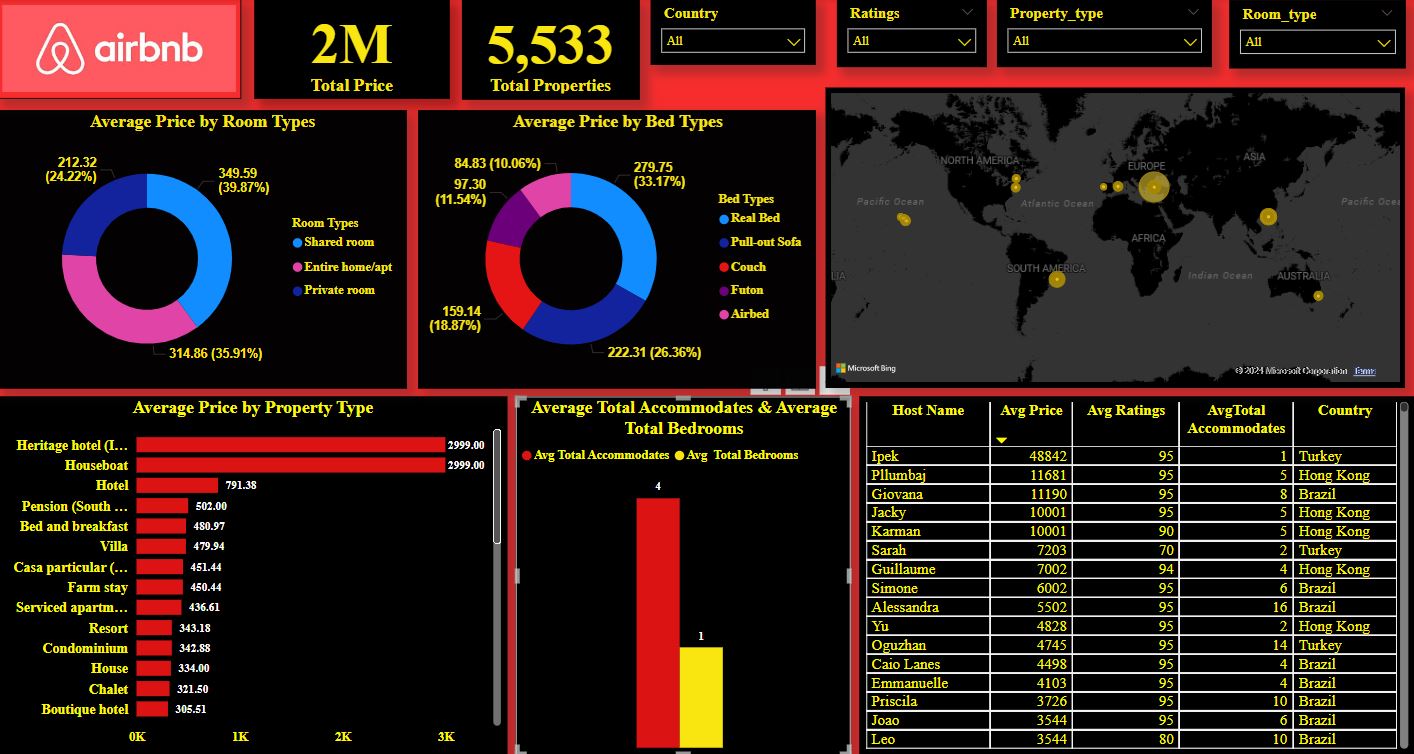 airbnb
2M
Total Price
5,533
Total Properties
Country
All
Ratings
All
Property_type
All
Room_type
All
Average Price by Room Types
212.32
(24.22%)
349.59
(39.87%)
314.86 (35.91%)
Room Types
Shared room
Entire home/apt
Private room
Average Price by Bed Types
84.83 (10.06%)
97.30
(11.54%)
279.75
(33.17%)
159.14
(18.87%)
222.31 (26.36%)
Bed Types
Real Bed
Pull-out Sofa
Couch
Futon
Airbed
NORTH AMERICA
EUROPE
ASIA
Pacific Ocean
Atlantic Ocean
Pacific Ocea
AFRICA
SOUTH AMERICA
Indian Ocean
AUSTRALIA
LIA
Microsoft Bing
© 2024 Microsoft Corporation Terms
Average Price by Property Type
Heritage hotel (I… 2999.00
Houseboat 2999.00
Hotel 791.38
Pension (South … 502.00
Bed and breakfast 480.97
Villa 479.94
Casa particular (… 451.44
Farm stay 450.44
Serviced apartm… 436.61
Resort 343.18
Condominium 342.88
House 334.00
Chalet 321.50
Boutique hotel 305.51
0K 1K 2K 3K
Average Total Accommodates & Average
Total Bedrooms
Avg Total Accommodates Avg Total Bedrooms
4
1
Host Name Avg Price Avg Ratings AvgTotal Accommodates Country
Ipek 48842 95 1 Turkey
Pllumbaj 11681 95 5 Hong Kong
Giovana 11190 95 8 Brazil
Jacky 10001 95 5 Hong Kong
Karman 10001 90 5 Hong Kong
Sarah 7203 70 2 Turkey
Guillaume 7002 94 4 Hong Kong
Simone 6002 95 6 Brazil
Alessandra 5502 95 16 Brazil
Yu 4828 95 2 Hong Kong
Oguzhan 4745 95 14 Turkey
Caio Lanes 4498 95 4 Brazil
Emmanuelle 4103 95 4 Brazil
Priscila 3726 95 10 Brazil
Joao 3544 95 6 Brazil
Leo 3544 80 10 Brazil